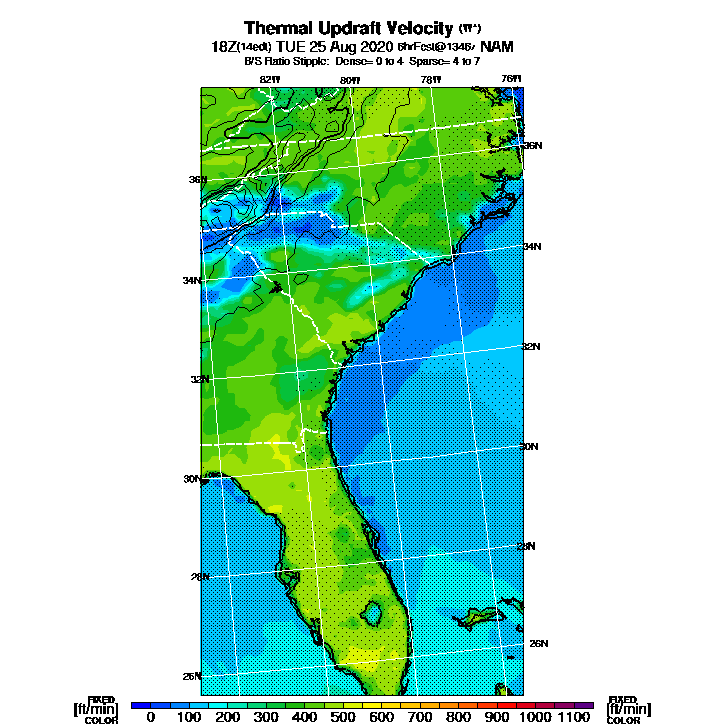 Thermal Updraft Velocity (W*)
18Z(14edt) TUE 25 Aug 2020 6hrFcst@1346z NAM
B/S Ratio Stipple: Dense= 0 to 4 Sparse= 4 to 7
82W 80W 78W 76W
36N
36N
34N
34N
32N
32N
30N
30N
28N
28N
26N
26N
FIXED FIXED
[ft/min] [ft/min]
COLOR COLOR
0 100 200 300 400 500 600 700 800 900 1000 1100